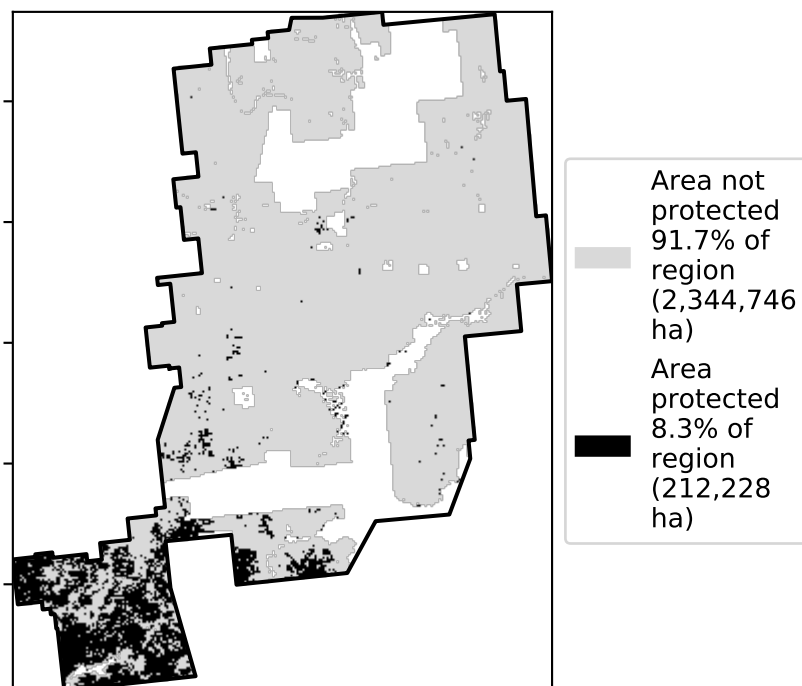 Area not
protected
91.7% of
region
(2,344,746
ha)
Area
protected
8.3% of
region
(212,228
ha)